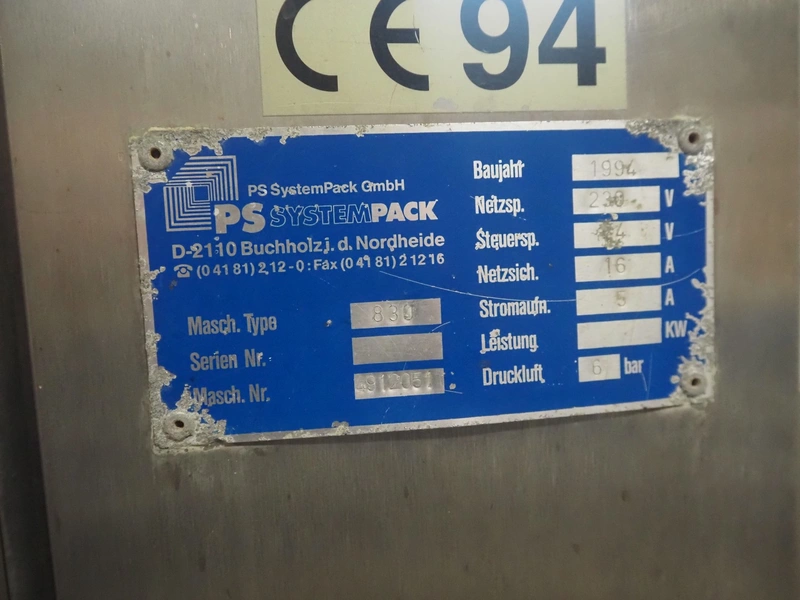 CE 94
PS SystemPack GmbH
PS SYSTEMPACK
D-2110 Buchholz i. d. Nordheide
☎ (0 41 81) 2 12 - 0 : Fax (0 41 81) 2 12 16
Masch. Type 830
Serien Nr.
Masch. Nr.
Baujahr 1994
Netzsp. 230 V
Steuersp. V
Netzsich. 16 A
Stromaufn. 5 A
Leistung KW
Druckluft 6 bar